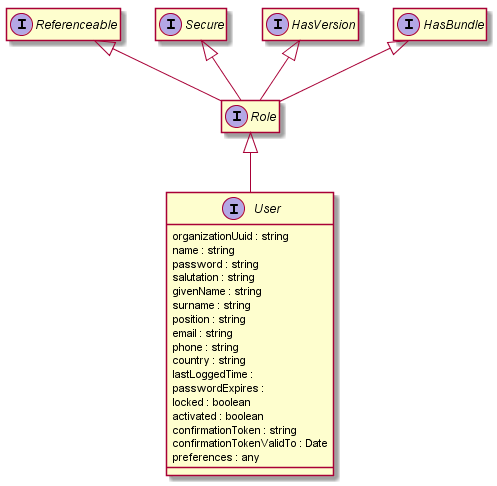 I Referenceable
I Secure
I HasVersion
I HasBundle
I Role
I User
organizationUuid : string
name : string
password : string
salutation : string
givenName : string
surname : string
position : string
email : string
phone : string
country : string
lastLoggedTime :
passwordExpires :
locked : boolean
activated : boolean
confirmationToken : string
confirmationTokenValidTo : Date
preferences : any